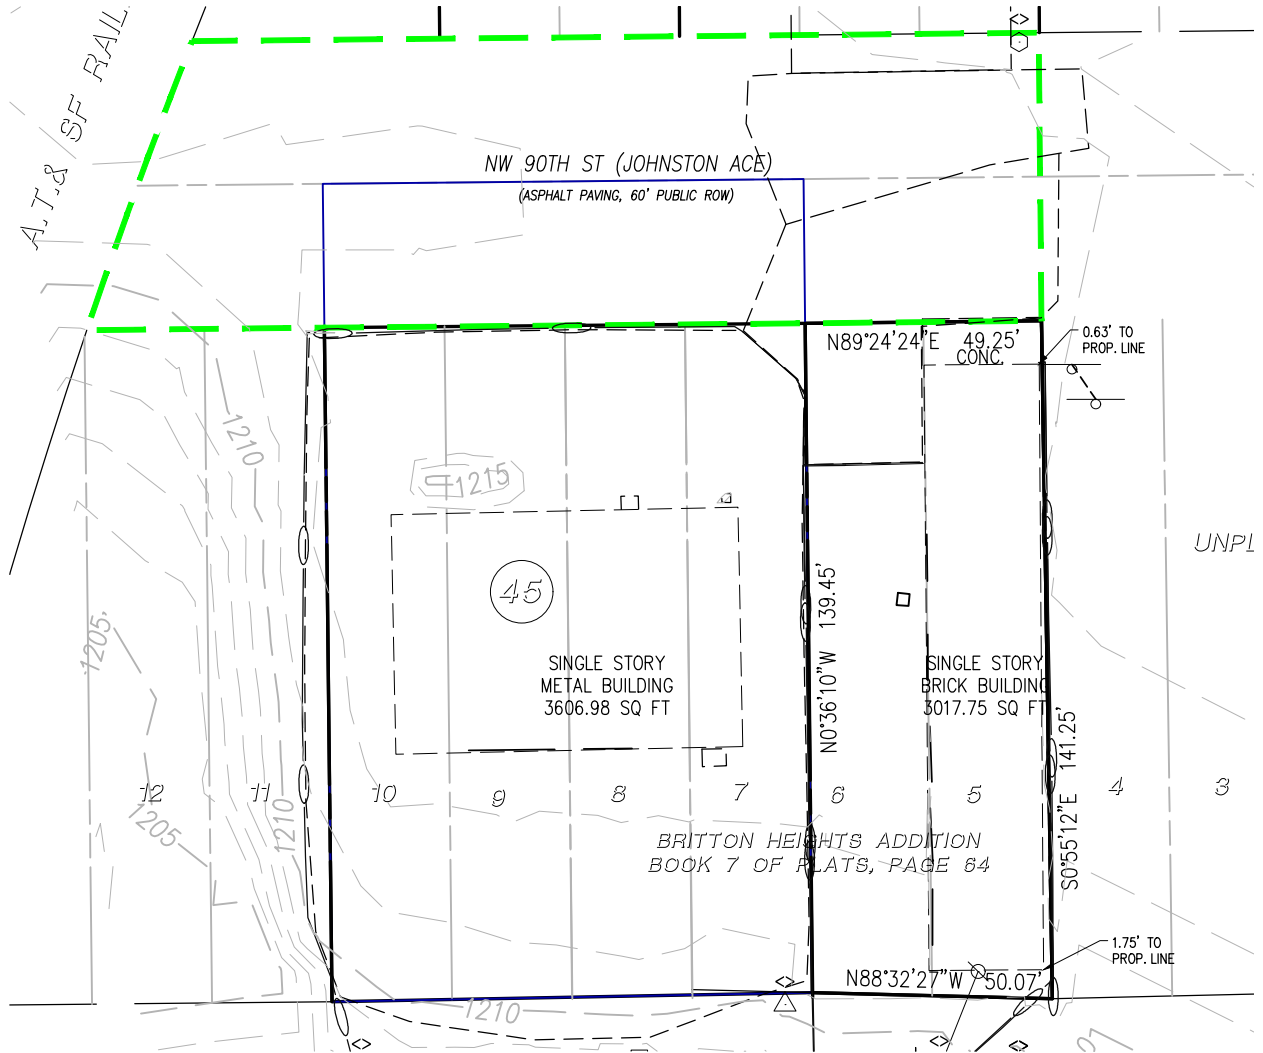 A.T.& SF RAIL
NW 90TH ST (JOHNSTON ACE)
(ASPHALT PAVING, 60' PUBLIC ROW)
N89°24'24"E 49.25'
CONC.
0.63' TO
PROP. LINE
1210
1215
45
UNPL
1205
N0°36'10"W 139.45'
SINGLE STORY
METAL BUILDING
3606.98 SQ FT
SINGLE STORY
BRICK BUILDING
3017.75 SQ FT
S0°55'12"E 141.25'
12 11 10 9 8 7 6 5 4 3
1205
1210
BRITTON HEIGHTS ADDITION
BOOK 7 OF PLATS, PAGE 64
1.75' TO
PROP. LINE
N88°32'27"W 50.07'
1210